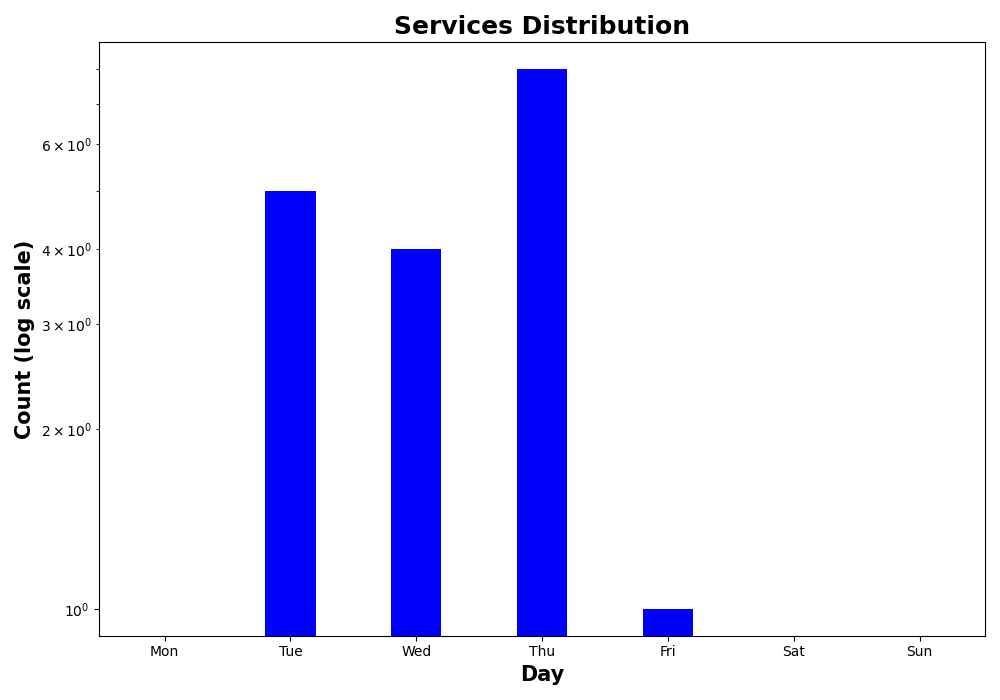 Services Distribution
Count (log scale)
6 × 10⁰
4 × 10⁰
3 × 10⁰
2 × 10⁰
10⁰
Mon Tue Wed Thu Fri Sat Sun
Day